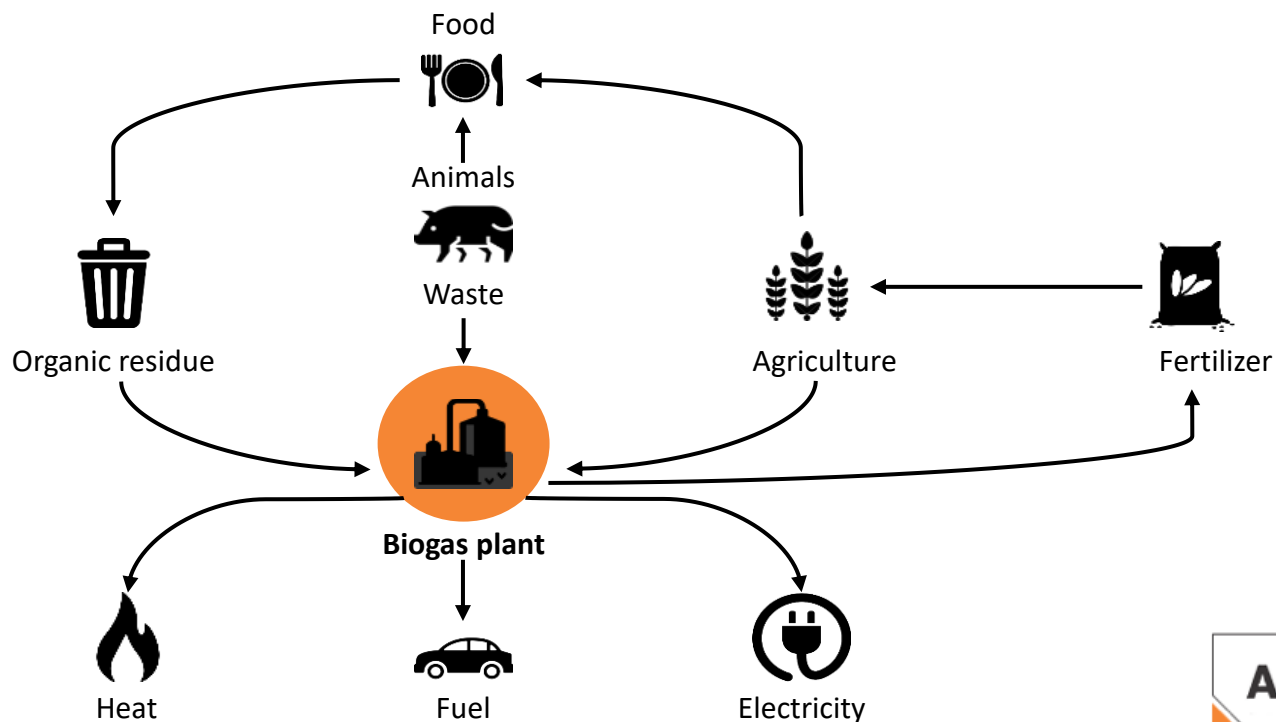 Food
Animals
Waste
Organic residue
Agriculture
Fertilizer
Biogas plant
Heat
Fuel
Electricity
A